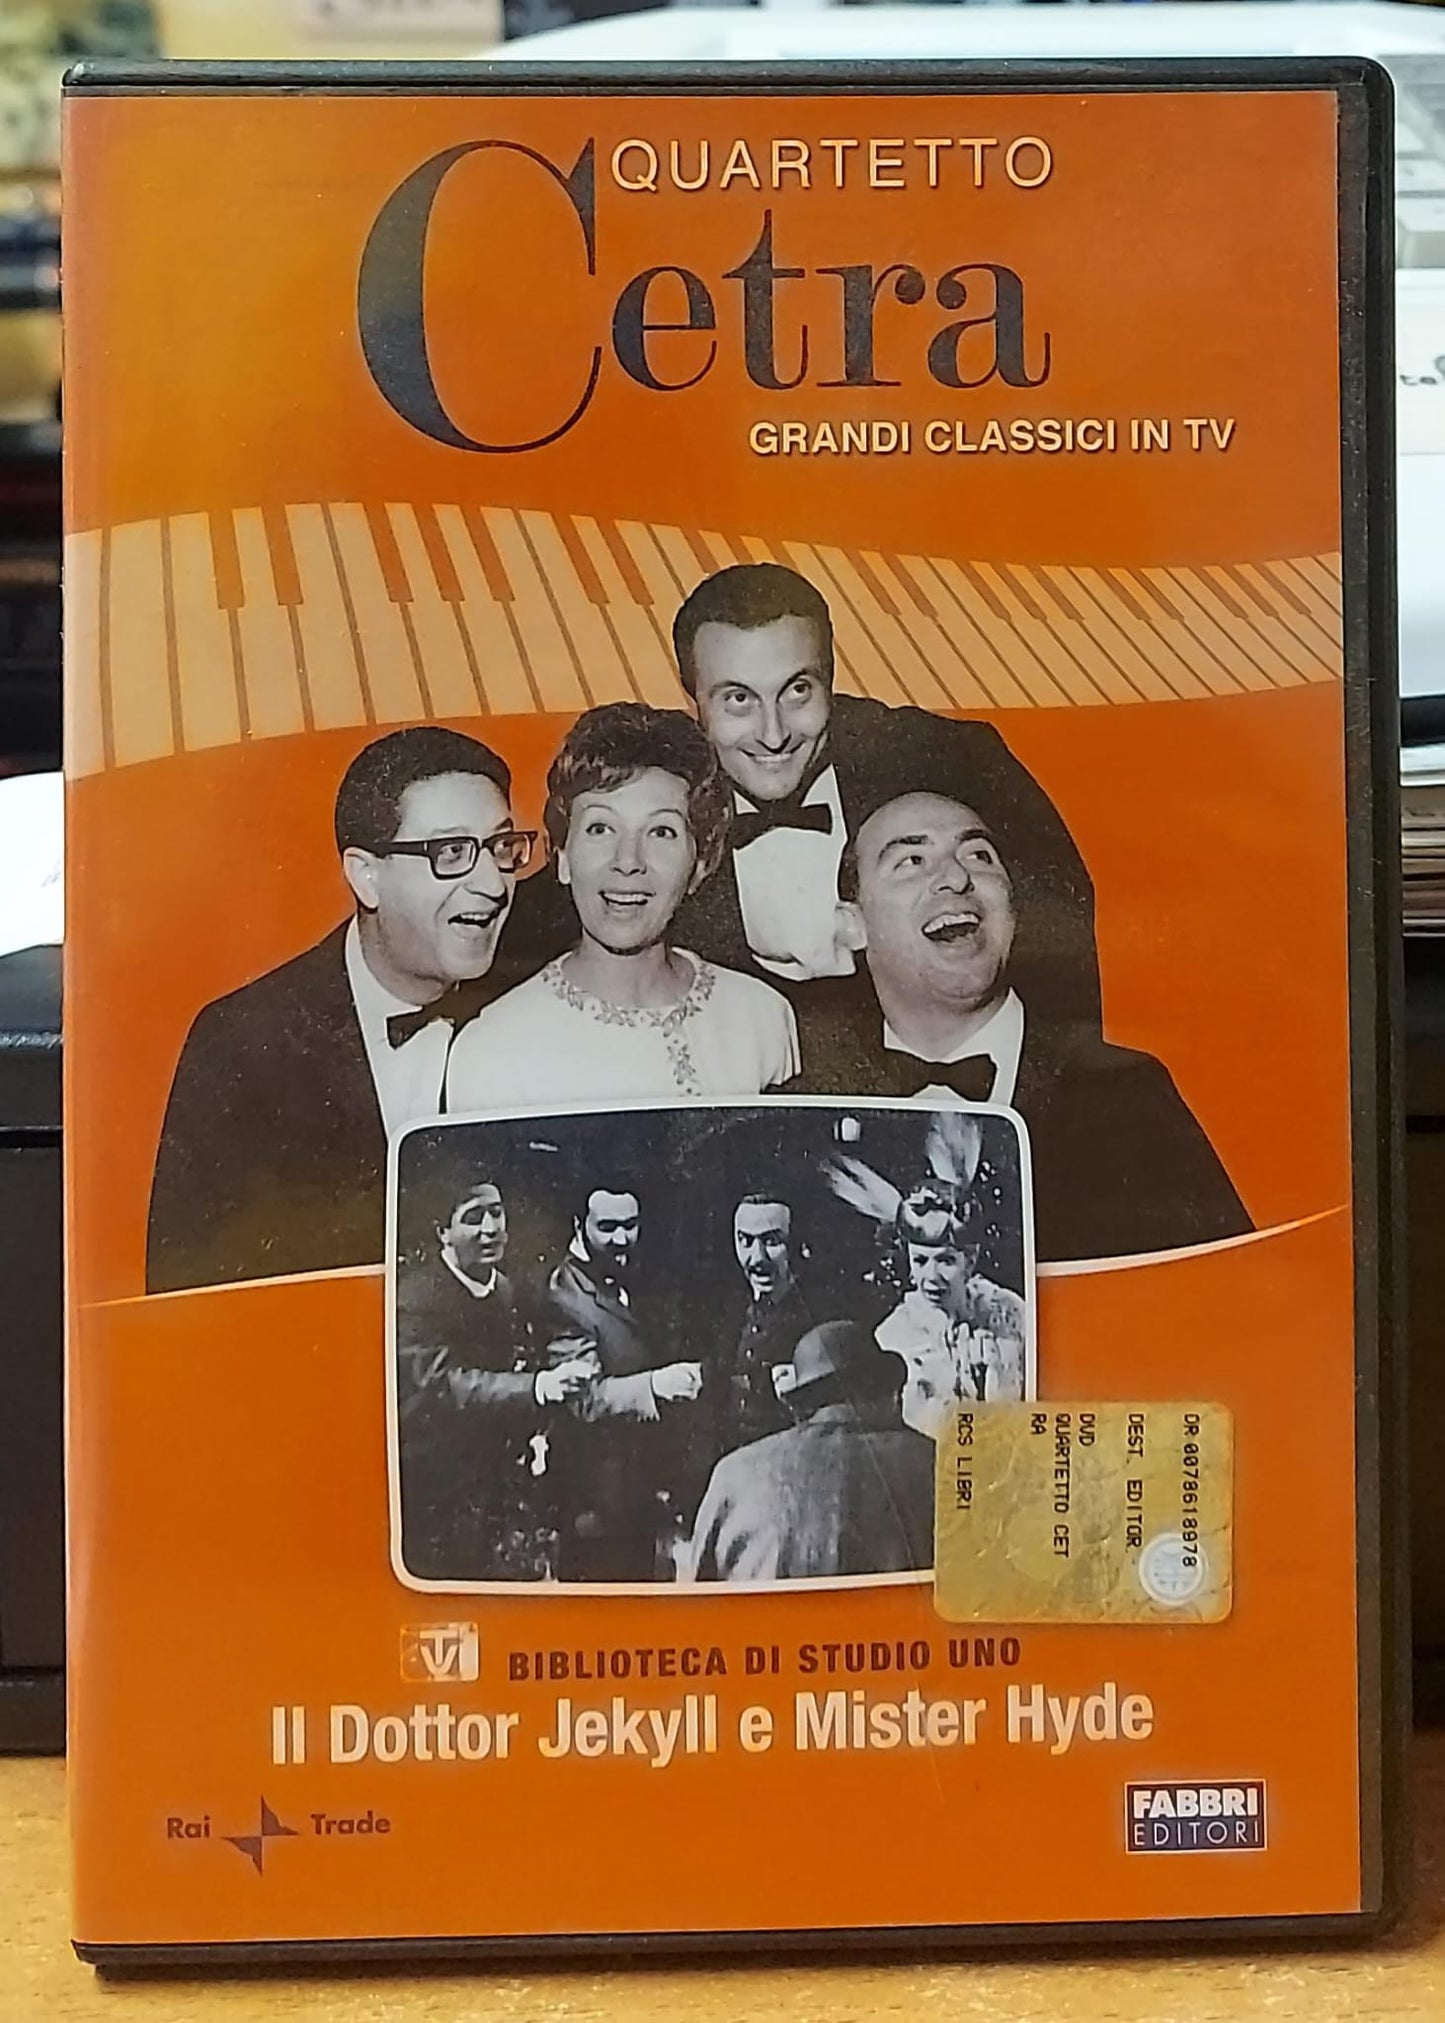 QUARTETTO
Cetra
GRANDI CLASSICI IN TV
DR 0078618978
DEST. EDITOR.
DVD
QUARTETTO CET
RA
RCS LIBRI
TV BIBLIOTECA DI STUDIO UNO
Il Dottor Jekyll e Mister Hyde
Rai Trade
FABBRI
EDITORI